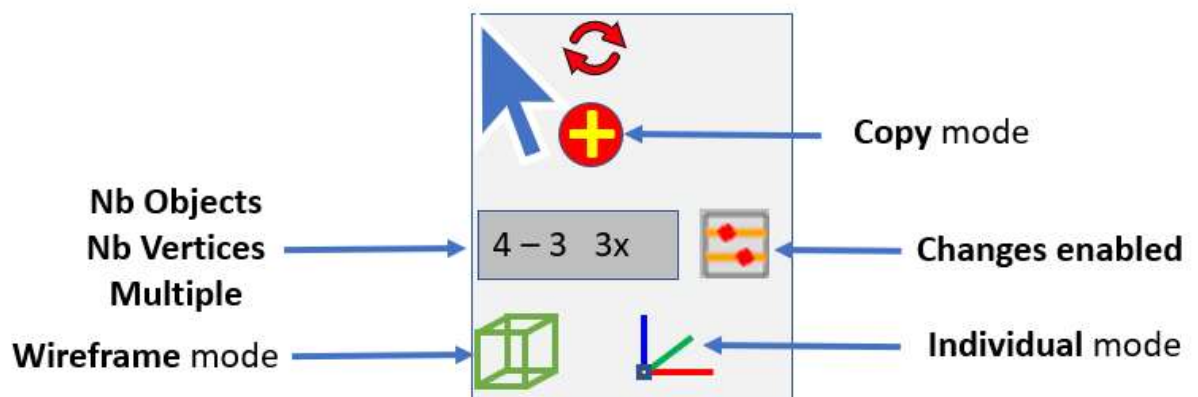 Copy mode
Nb Objects
Nb Vertices
Multiple
4 – 3 3x
Changes enabled
Wireframe mode
Individual mode